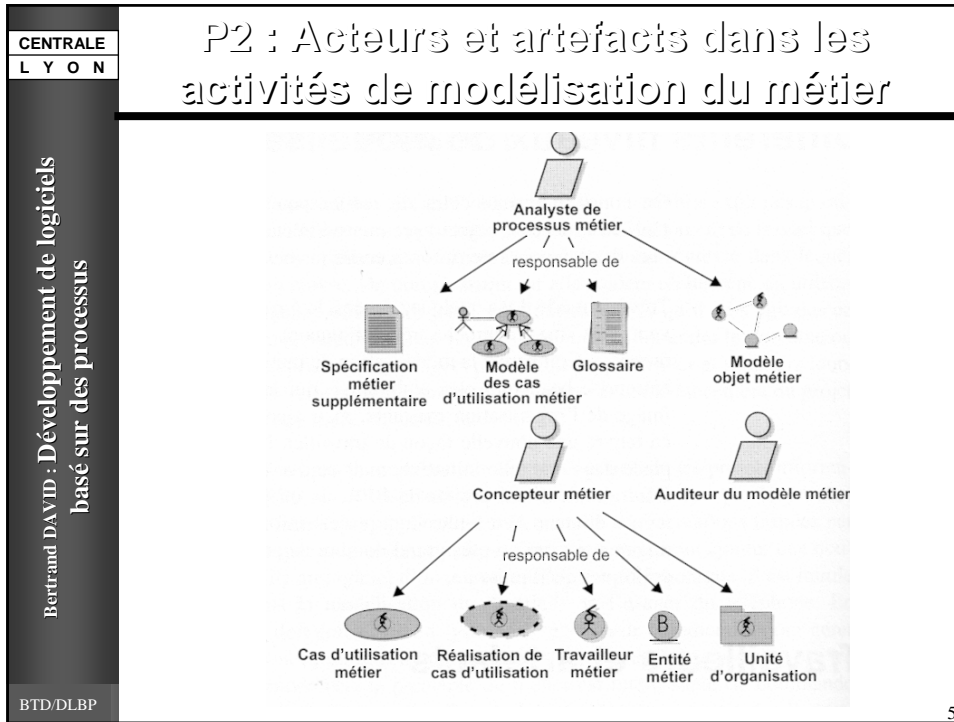 CENTRALE
L Y O N
P2 : Acteurs et artefacts dans les
activités de modélisation du métier
Bertrand DAVID : Développement de logiciels
basé sur des processus
Analyste de
processus métier
responsable de
Spécification
métier
supplémentaire
Modèle
des cas
d'utilisation métier
Glossaire
Modèle
objet métier
Concepteur métier
Auditeur du modèle métier
responsable de
Cas d'utilisation
métier
Réalisation de
cas d'utilisation
Travailleur
métier
B
Entité
métier
Unité
d'organisation
BTD/DLBP
5